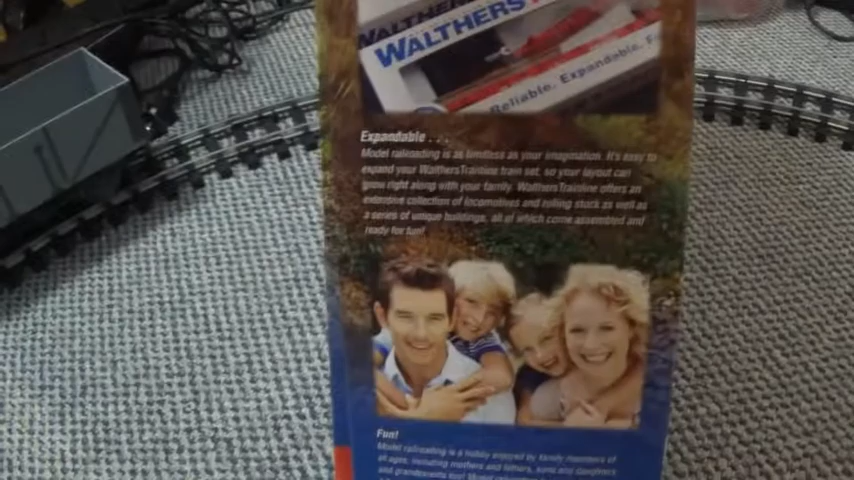 WALTHERS
WALTHERS
Reliable. Expandable. F
Expandable . . .
Model railroading is as limitless as your imagination. It's easy to
expand your WalthersTrainline train set, so your layout can
grow right along with your family. WalthersTrainline offers an
extensive collection of locomotives and rolling stock as well as
a series of unique buildings, all of which come assembled and
ready for fun!
Fun!
Model railroading is a hobby enjoyed by family members of
all ages, including mothers and fathers, sons and daughters
and grandparents too! Model